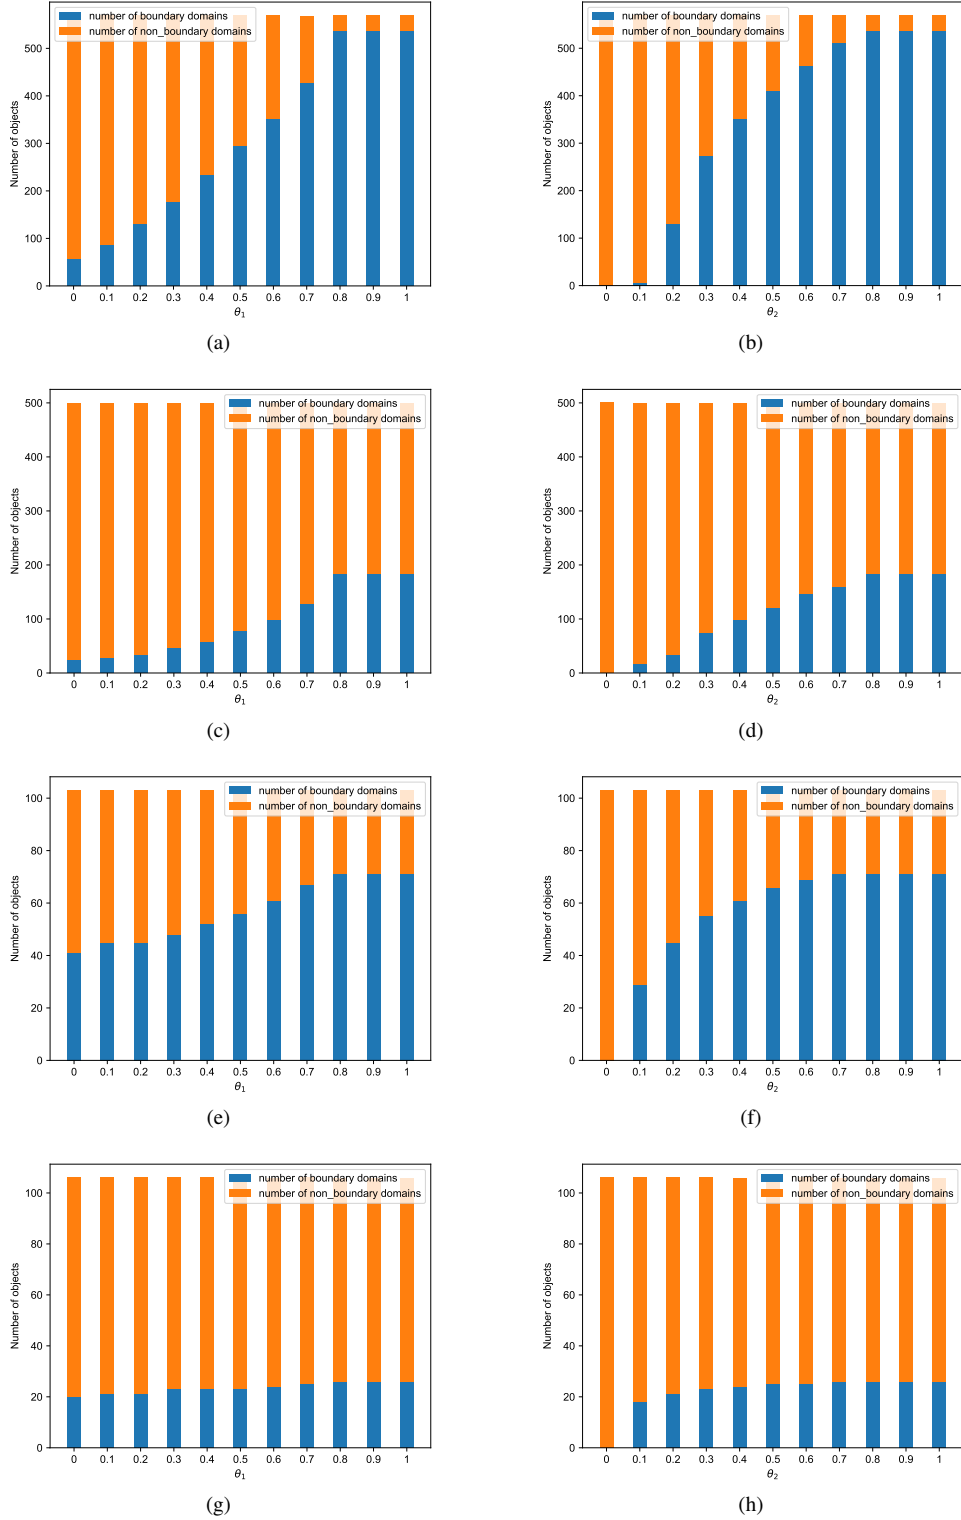 number of boundary domains
number of non_boundary domains
Number of objects
500
400
300
200
100
0
0 0.1 0.2 0.3 0.4 0.5 0.6 0.7 0.8 0.9 1
θ1
(a)
number of boundary domains
number of non_boundary domains
Number of objects
500
400
300
200
100
0
0 0.1 0.2 0.3 0.4 0.5 0.6 0.7 0.8 0.9 1
θ2
(b)
number of boundary domains
number of non_boundary domains
Number of objects
500
400
300
200
100
0
0 0.1 0.2 0.3 0.4 0.5 0.6 0.7 0.8 0.9 1
θ1
(c)
number of boundary domains
number of non_boundary domains
Number of objects
500
400
300
200
100
0
0 0.1 0.2 0.3 0.4 0.5 0.6 0.7 0.8 0.9 1
θ2
(d)
number of boundary domains
number of non_boundary domains
Number of objects
100
80
60
40
20
0
0 0.1 0.2 0.3 0.4 0.5 0.6 0.7 0.8 0.9 1
θ1
(e)
number of boundary domains
number of non_boundary domains
Number of objects
100
80
60
40
20
0
0 0.1 0.2 0.3 0.4 0.5 0.6 0.7 0.8 0.9 1
θ2
(f)
number of boundary domains
number of non_boundary domains
Number of objects
100
80
60
40
20
0
0 0.1 0.2 0.3 0.4 0.5 0.6 0.7 0.8 0.9 1
θ1
(g)
number of boundary domains
number of non_boundary domains
Number of objects
100
80
60
40
20
0
0 0.1 0.2 0.3 0.4 0.5 0.6 0.7 0.8 0.9 1
θ2
(h)